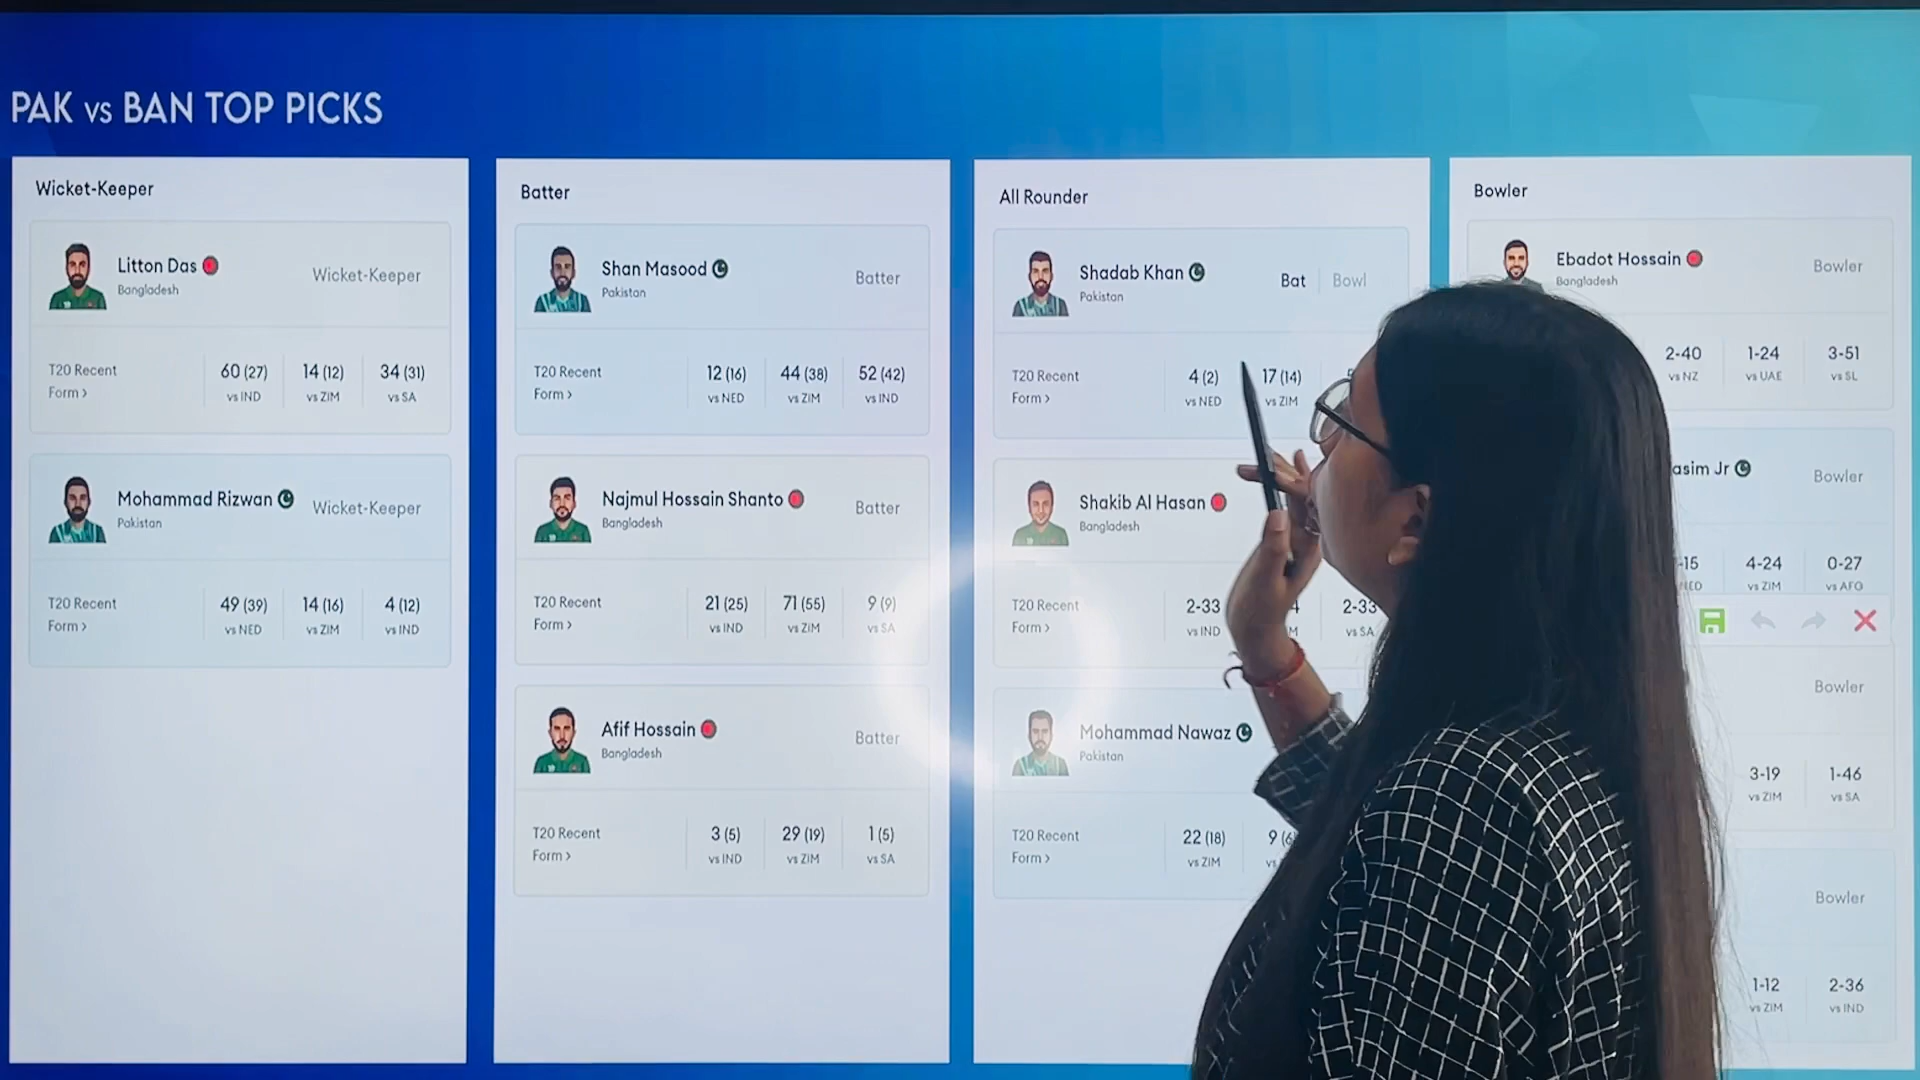 PAK vs BAN TOP PICKS
Wicket-Keeper
Litton Das
Bangladesh
Wicket-Keeper
T20 Recent
Form >
60 (27)
vs IND
14 (12)
vs ZIM
34 (31)
vs SA
Mohammad Rizwan
Pakistan
Wicket-Keeper
T20 Recent
Form >
49 (39)
vs NED
14 (16)
vs ZIM
4 (12)
vs IND
Batter
Shan Masood
Pakistan
Batter
T20 Recent
Form >
12 (16)
vs NED
44 (38)
vs ZIM
52 (42)
vs IND
Najmul Hossain Shanto
Bangladesh
Batter
T20 Recent
Form >
21 (25)
vs IND
71 (55)
vs ZIM
9 (9)
vs SA
Afif Hossain
Bangladesh
Batter
T20 Recent
Form >
3 (5)
vs IND
29 (19)
vs ZIM
1 (5)
vs SA
All Rounder
Shadab Khan
Pakistan
Bat
Bowl
T20 Recent
Form >
4 (2)
vs NED
17 (14)
vs ZIM
Shakib Al Hasan
Bangladesh
T20 Recent
Form >
2-33
vs IND
2-33
vs SA
Mohammad Nawaz
Pakistan
T20 Recent
Form >
22 (18)
vs ZIM
9 (6
vs
Bowler
Ebadot Hossain
Bangladesh
Bowler
2-40
vs NZ
1-24
vs UAE
3-51
vs SL
asim Jr
Bowler
-15
NED
4-24
vs ZIM
0-27
vs AFG
Bowler
3-19
vs ZIM
1-46
vs SA
Bowler
1-12
vs ZIM
2-36
vs IND